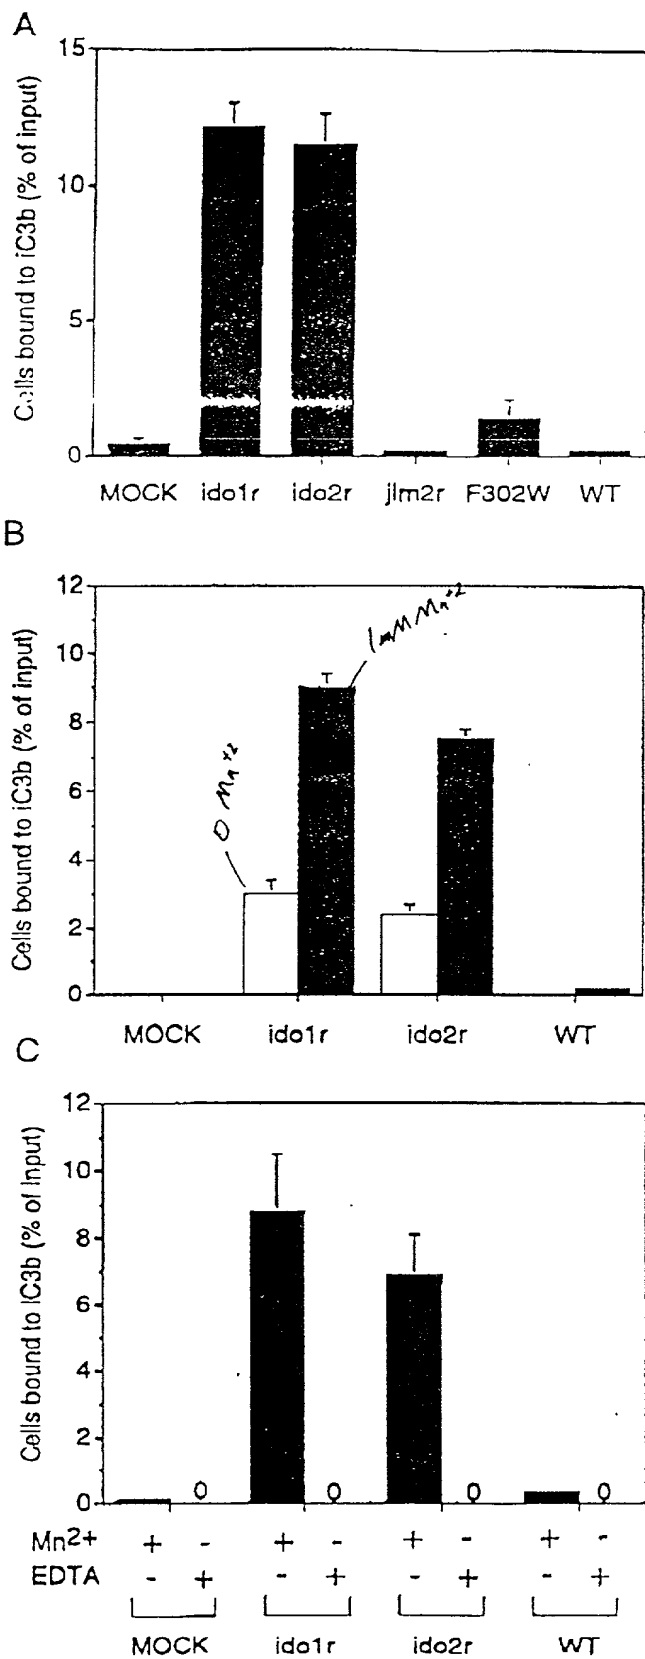 A
Cells bound to iC3b (% of input)
15
10
5
0
MOCK ido1r ido2r jlm2r F302W WT
B
Cells bound to iC3b (% of input)
12
10
8
6
4
2
0
0 Mn+2
1mM Mn+2
MOCK ido1r ido2r WT
C
Cells bound to iC3b (% of Input)
12
10
8
6
4
2
0
0 0 0 0
Mn2+ + - + - + - + -
EDTA - + - + - + - +
MOCK ido1r ido2r WT